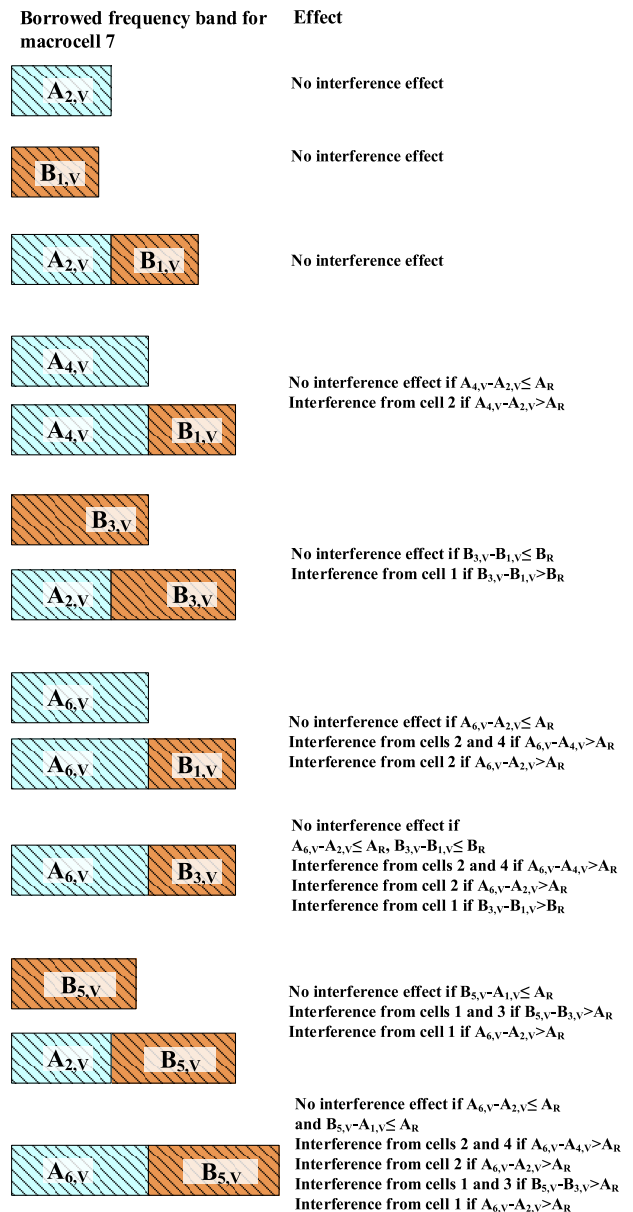 Borrowed frequency band for Effect
macrocell 7
A2,V
No interference effect
B1,V
No interference effect
A2,V B1,V
No interference effect
A4,V
A4,V B1,V
No interference effect if A4,V-A2,V≤ AR
Interference from cell 2 if A4,V-A2,V>AR
B3,V
A2,V B3,V
No interference effect if B3,V-B1,V≤ BR
Interference from cell 1 if B3,V-B1,V>BR
A6,V
A6,V B1,V
No interference effect if A6,V-A2,V≤ AR
Interference from cells 2 and 4 if A6,V-A4,V>AR
Interference from cell 2 if A6,V-A2,V>AR
A6,V B3,V
No interference effect if
A6,V-A2,V≤ AR, B3,V-B1,V≤ BR
Interference from cells 2 and 4 if A6,V-A4,V>AR
Interference from cell 2 if A6,V-A2,V>AR
Interference from cell 1 if B3,V-B1,V>BR
B5,V
A2,V B5,V
No interference effect if B5,V-A1,V≤ AR
Interference from cells 1 and 3 if B5,V-B3,V>AR
Interference from cell 1 if A6,V-A2,V>AR
A6,V B5,V
No interference effect if A6,V-A2,V≤ AR
and B5,V-A1,V≤ AR
Interference from cells 2 and 4 if A6,V-A4,V>AR
Interference from cell 2 if A6,V-A2,V>AR
Interference from cells 1 and 3 if B5,V-B3,V>AR
Interference from cell 1 if A6,V-A2,V>AR